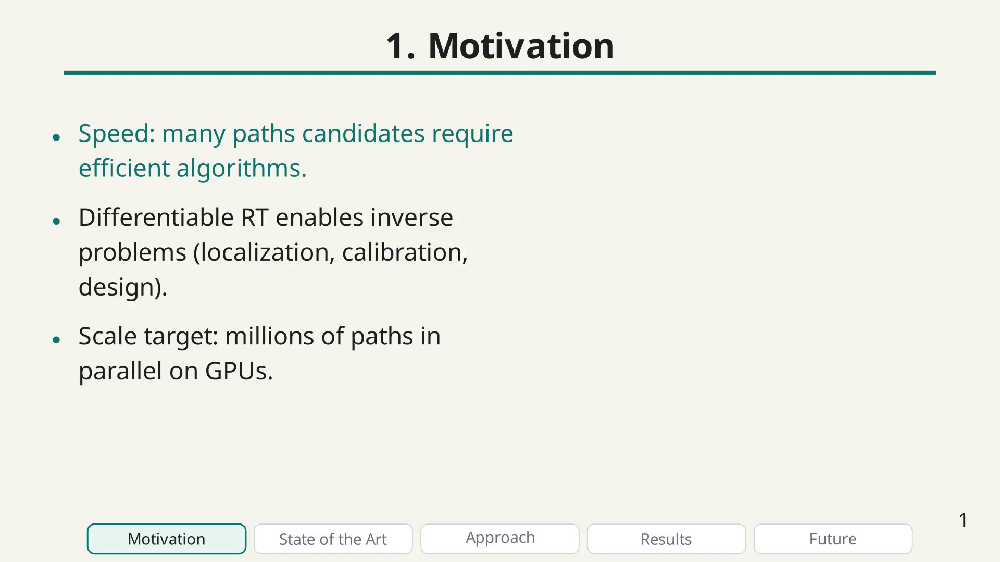 1. Motivation
Speed: many paths candidates require
efficient algorithms.
Differentiable RT enables inverse
problems (localization, calibration,
design).
Scale target: millions of paths in
parallel on GPUs.
1
Motivation
State of the Art
Approach
Results
Future